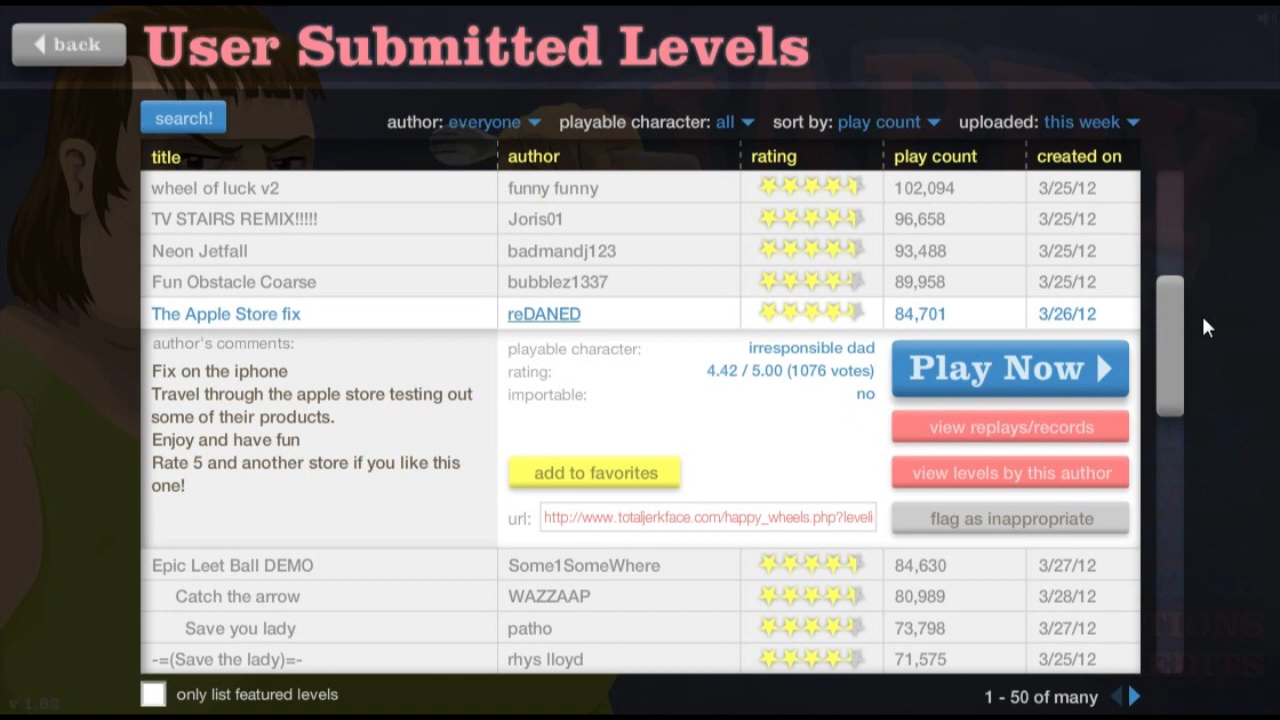 back
User Submitted Levels
search!
author: everyone playable character: all sort by: play count uploaded: this week
title author rating play count created on
wheel of luck v2 funny funny 102,094 3/25/12
TV STAIRS REMIX!!!!! Joris01 96,658 3/25/12
Neon Jetfall badmandj123 93,488 3/25/12
Fun Obstacle Coarse bubblez1337 89,958 3/25/12
The Apple Store fix reDANED 84,701 3/26/12
author's comments:
Fix on the iphone
Travel through the apple store testing out
some of their products.
Enjoy and have fun
Rate 5 and another store if you like this
one!
playable character: irresponsible dad
rating: 4.42 / 5.00 (1076 votes)
importable: no
add to favorites
url: http://www.totaljerkface.com/happy_wheels.php?leveli
Play Now
view replays/records
view levels by this author
flag as inappropriate
Epic Leet Ball DEMO Some1SomeWhere 84,630 3/27/12
Catch the arrow WAZZAAP 80,989 3/28/12
Save you lady patho 73,798 3/27/12
-=(Save the lady)=- rhys lloyd 71,575 3/25/12
only list featured levels
1 - 50 of many
v 1.62